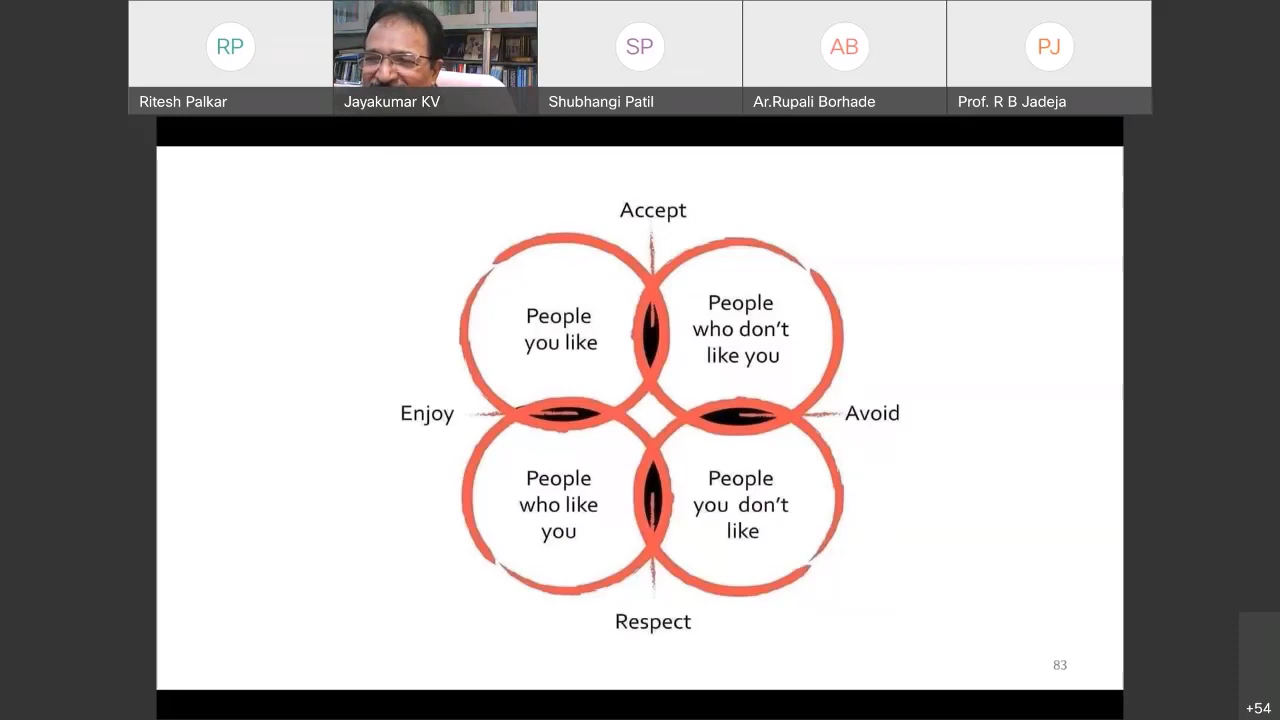 RP
SP
AB
PJ
Ritesh Palkar
Jayakumar KV
Shubhangi Patil
Ar.Rupali Borhade
Prof. R B Jadeja
Accept
People
you like
People
who don't
like you
Enjoy
Avoid
People
who like
you
People
you don't
like
Respect
83
+54